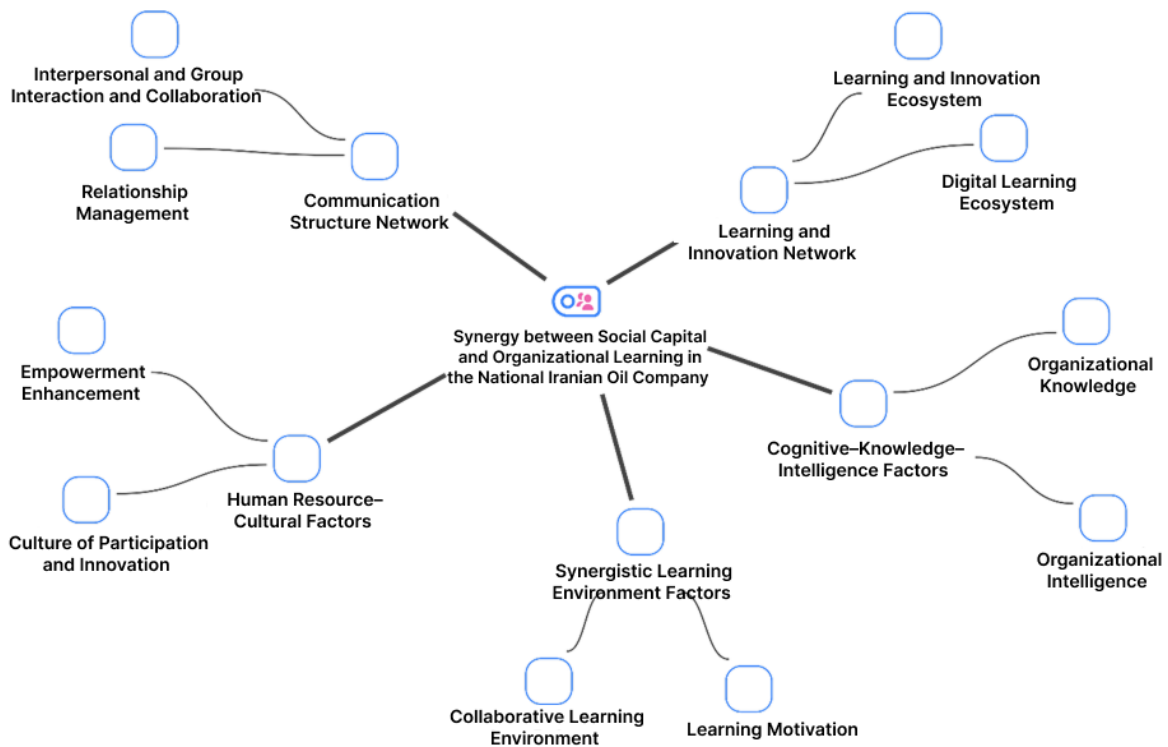 Interpersonal and Group
Interaction and Collaboration
Relationship
Management
Communication
Structure Network
Learning and Innovation
Ecosystem
Digital Learning
Ecosystem
Learning and
Innovation Network
Synergy between Social Capital
and Organizational Learning in
the National Iranian Oil Company
Empowerment
Enhancement
Human Resource–
Cultural Factors
Culture of Participation
and Innovation
Organizational
Knowledge
Cognitive–Knowledge–
Intelligence Factors
Organizational
Intelligence
Synergistic Learning
Environment Factors
Collaborative Learning
Environment
Learning Motivation